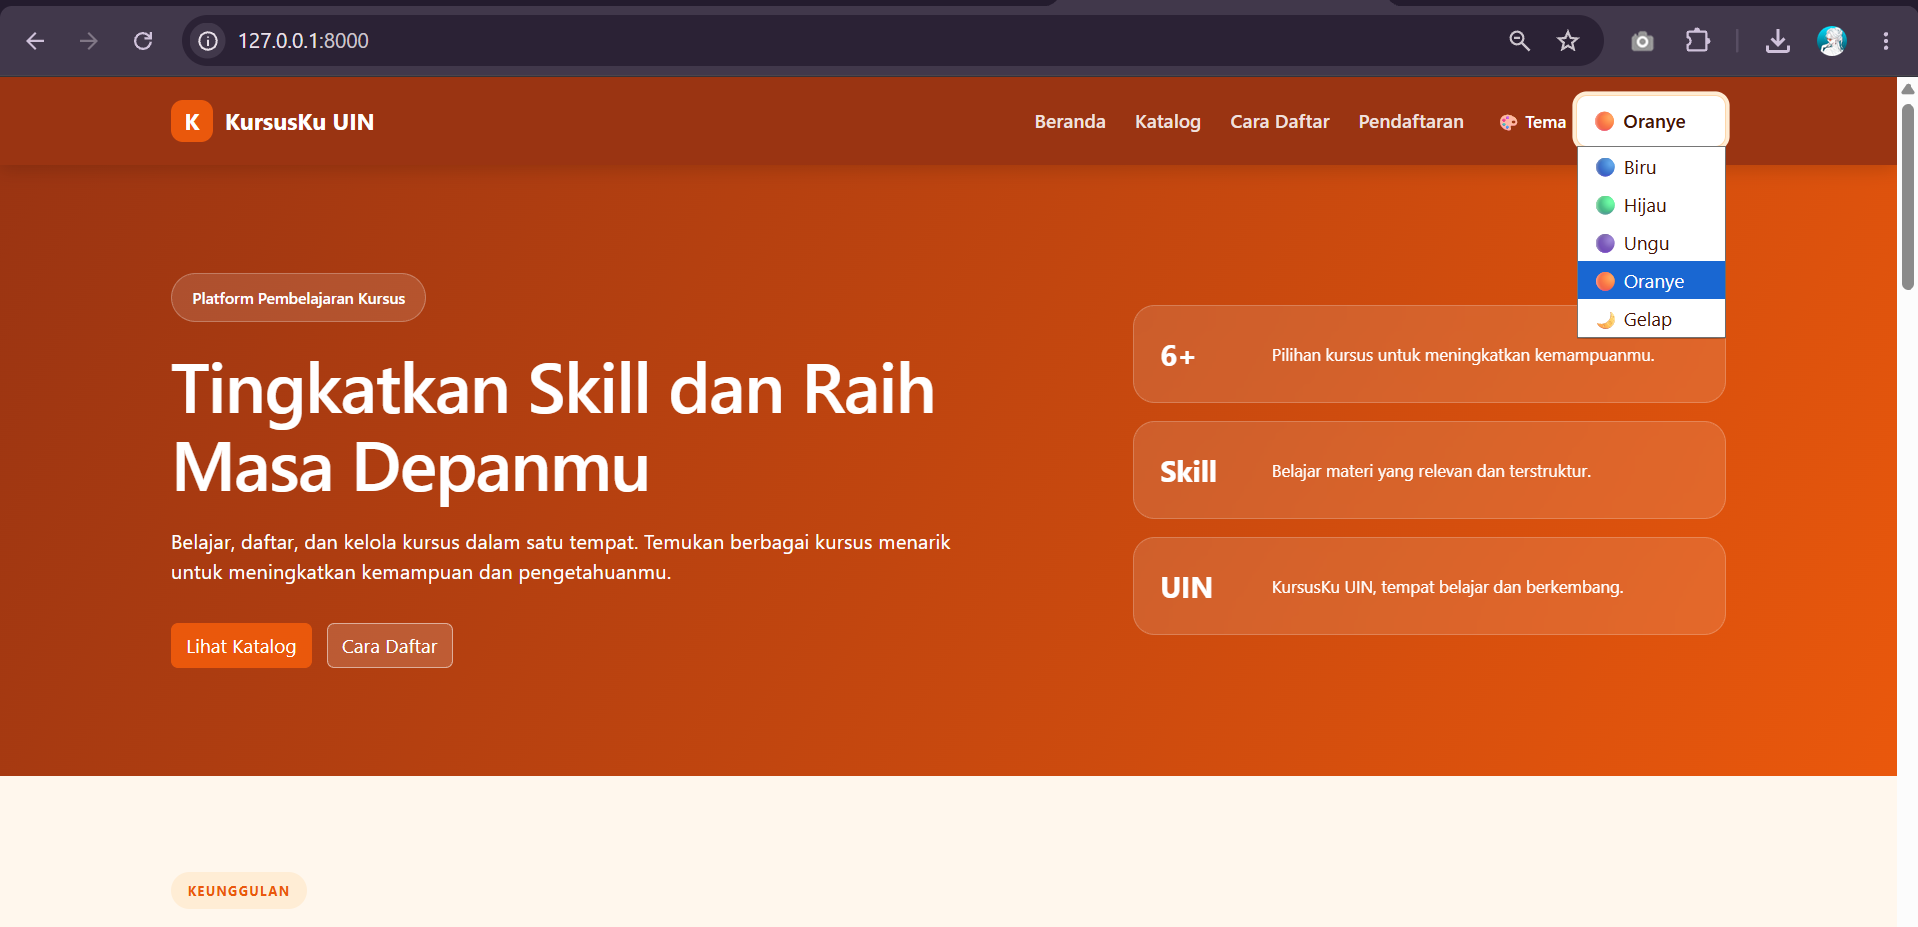 127.0.0.1:8000
K KursusKu UIN
Beranda Katalog Cara Daftar Pendaftaran 🎨 Tema Oranye
Biru
Hijau
Ungu
Oranye
Gelap
Platform Pembelajaran Kursus
Tingkatkan Skill dan Raih
Masa Depanmu
Belajar, daftar, dan kelola kursus dalam satu tempat. Temukan berbagai kursus menarik
untuk meningkatkan kemampuan dan pengetahuanmu.
Lihat Katalog Cara Daftar
6+ Pilihan kursus untuk meningkatkan kemampuanmu.
Skill Belajar materi yang relevan dan terstruktur.
UIN KursusKu UIN, tempat belajar dan berkembang.
KEUNGGULAN